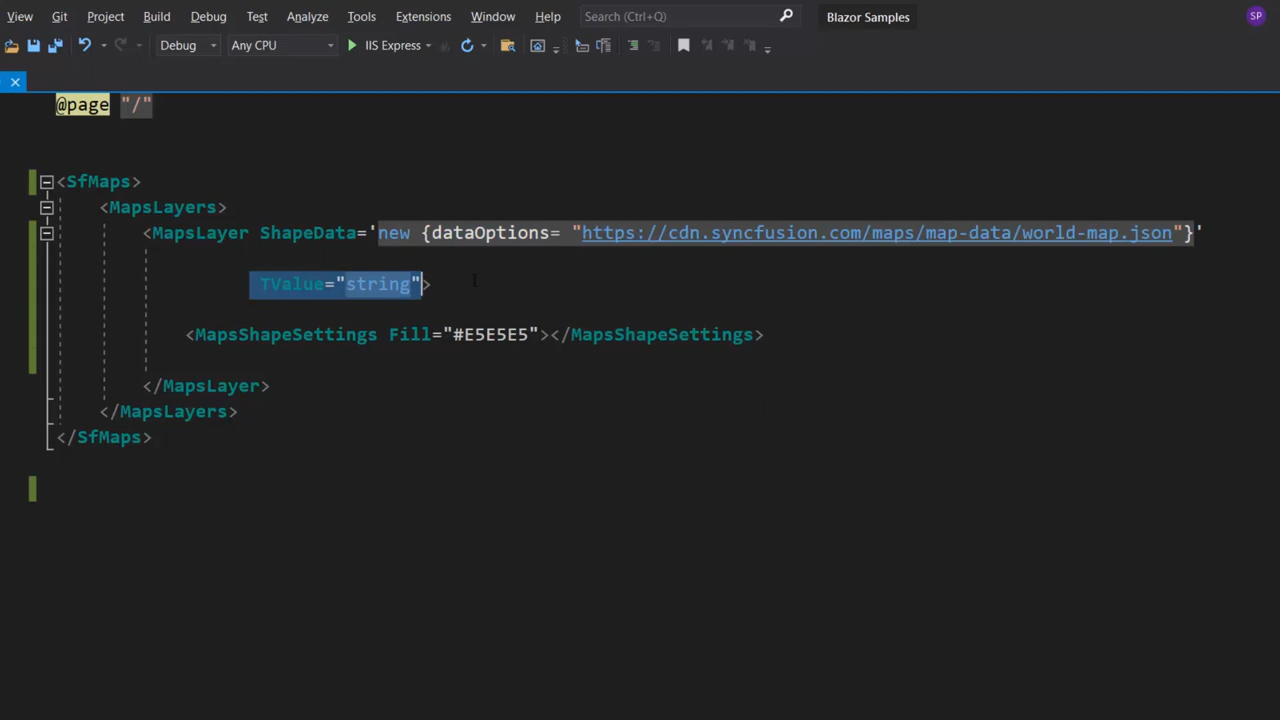 View Git Project Build Debug Test Analyze Tools Extensions Window Help Search (Ctrl+Q) Blazor Samples SP
Debug Any CPU IIS Express
@page "/"
<SfMaps>
<MapsLayers>
<MapsLayer ShapeData='new {dataOptions= "https://cdn.syncfusion.com/maps/map-data/world-map.json"}'
TValue="string">
<MapsShapeSettings Fill="#E5E5E5"></MapsShapeSettings>
</MapsLayer>
</MapsLayers>
</SfMaps>